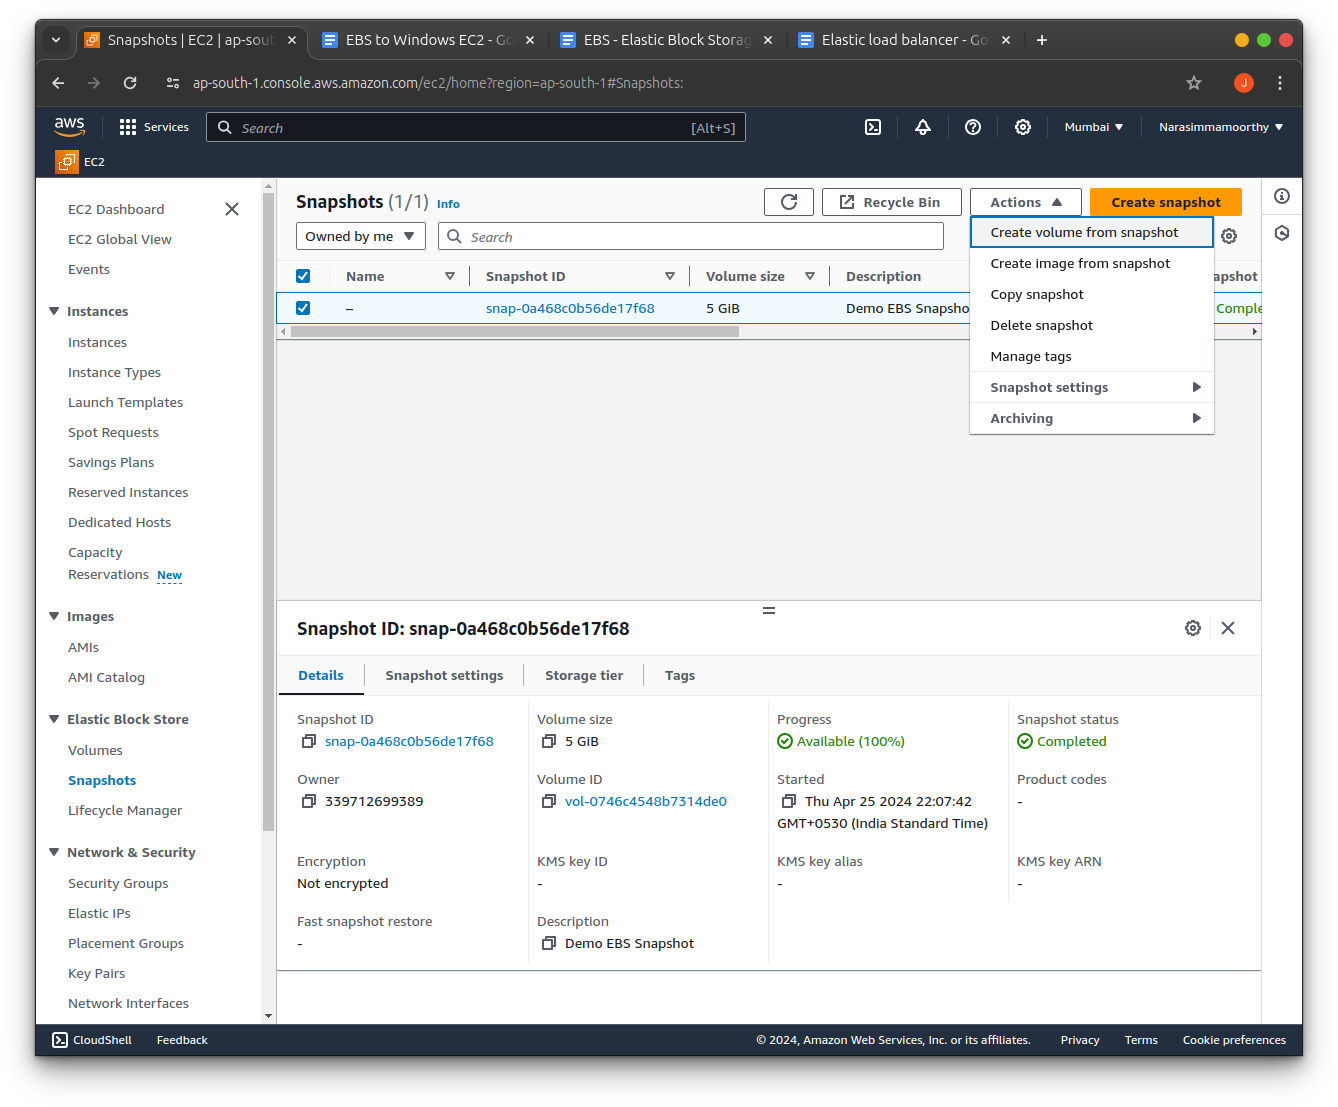 Snapshots | EC2 | ap-sout
EBS to Windows EC2 - Go
EBS - Elastic Block Storag
Elastic load balancer - Go
ap-south-1.console.aws.amazon.com/ec2/home?region=ap-south-1#Snapshots:
J
aws
Services
Search
[Alt+S]
Mumbai
Narasimmamoorthy
EC2
EC2 Dashboard
EC2 Global View
Events
Instances
Instances
Instance Types
Launch Templates
Spot Requests
Savings Plans
Reserved Instances
Dedicated Hosts
Capacity
Reservations New
Images
AMIs
AMI Catalog
Elastic Block Store
Volumes
Snapshots
Lifecycle Manager
Network & Security
Security Groups
Elastic IPs
Placement Groups
Key Pairs
Network Interfaces
Snapshots (1/1) Info
Recycle Bin
Actions
Create snapshot
Owned by me
Search
Create volume from snapshot
Create image from snapshot
Copy snapshot
Delete snapshot
Manage tags
Snapshot settings
Archiving
Name
Snapshot ID
Volume size
Description
apshot
–
snap-0a468c0b56de17f68
5 GiB
Demo EBS Snapsho
Comple
Snapshot ID: snap-0a468c0b56de17f68
Details
Snapshot settings
Storage tier
Tags
Snapshot ID
snap-0a468c0b56de17f68
Volume size
5 GiB
Progress
Available (100%)
Snapshot status
Completed
Owner
339712699389
Volume ID
vol-0746c4548b7314de0
Started
Thu Apr 25 2024 22:07:42
GMT+0530 (India Standard Time)
Product codes
-
Encryption
Not encrypted
KMS key ID
-
KMS key alias
-
KMS key ARN
-
Fast snapshot restore
-
Description
Demo EBS Snapshot
CloudShell
Feedback
© 2024, Amazon Web Services, Inc. or its affiliates.
Privacy
Terms
Cookie preferences